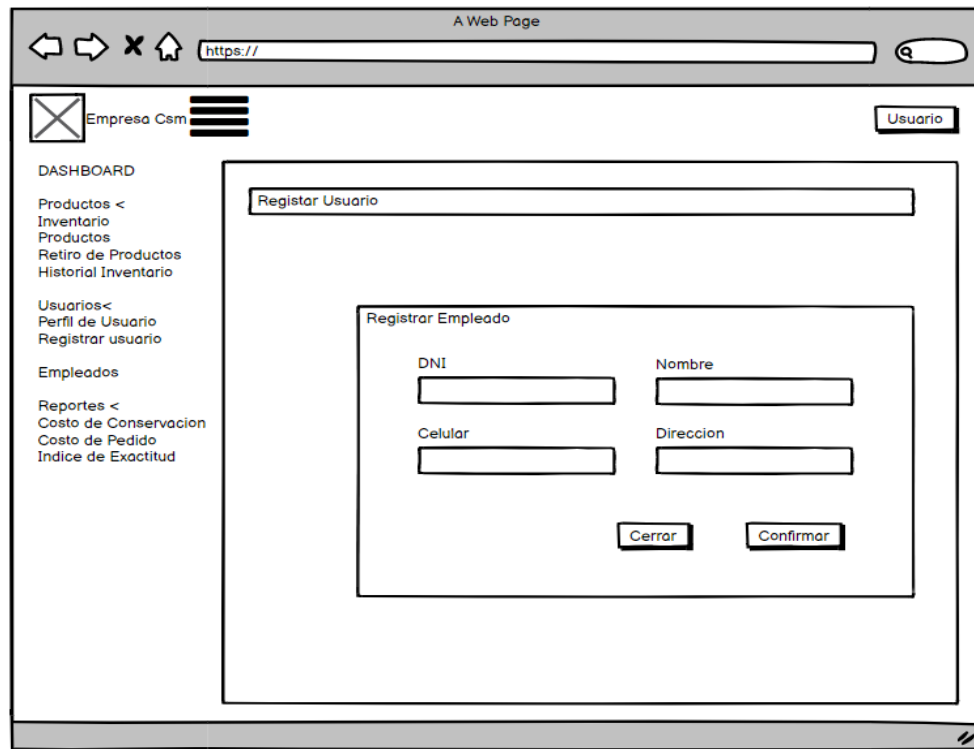 A Web Page
https://
Empresa Csm
Usuario
DASHBOARD
Productos <
Inventario
Productos
Retiro de Productos
Historial Inventario
Usuarios<
Perfil de Usuario
Registrar usuario
Empleados
Reportes <
Costo de Conservacion
Costo de Pedido
Indice de Exactitud
Registar Usuario
Registrar Empleado
DNI
Nombre
Celular
Direccion
Cerrar
Confirmar